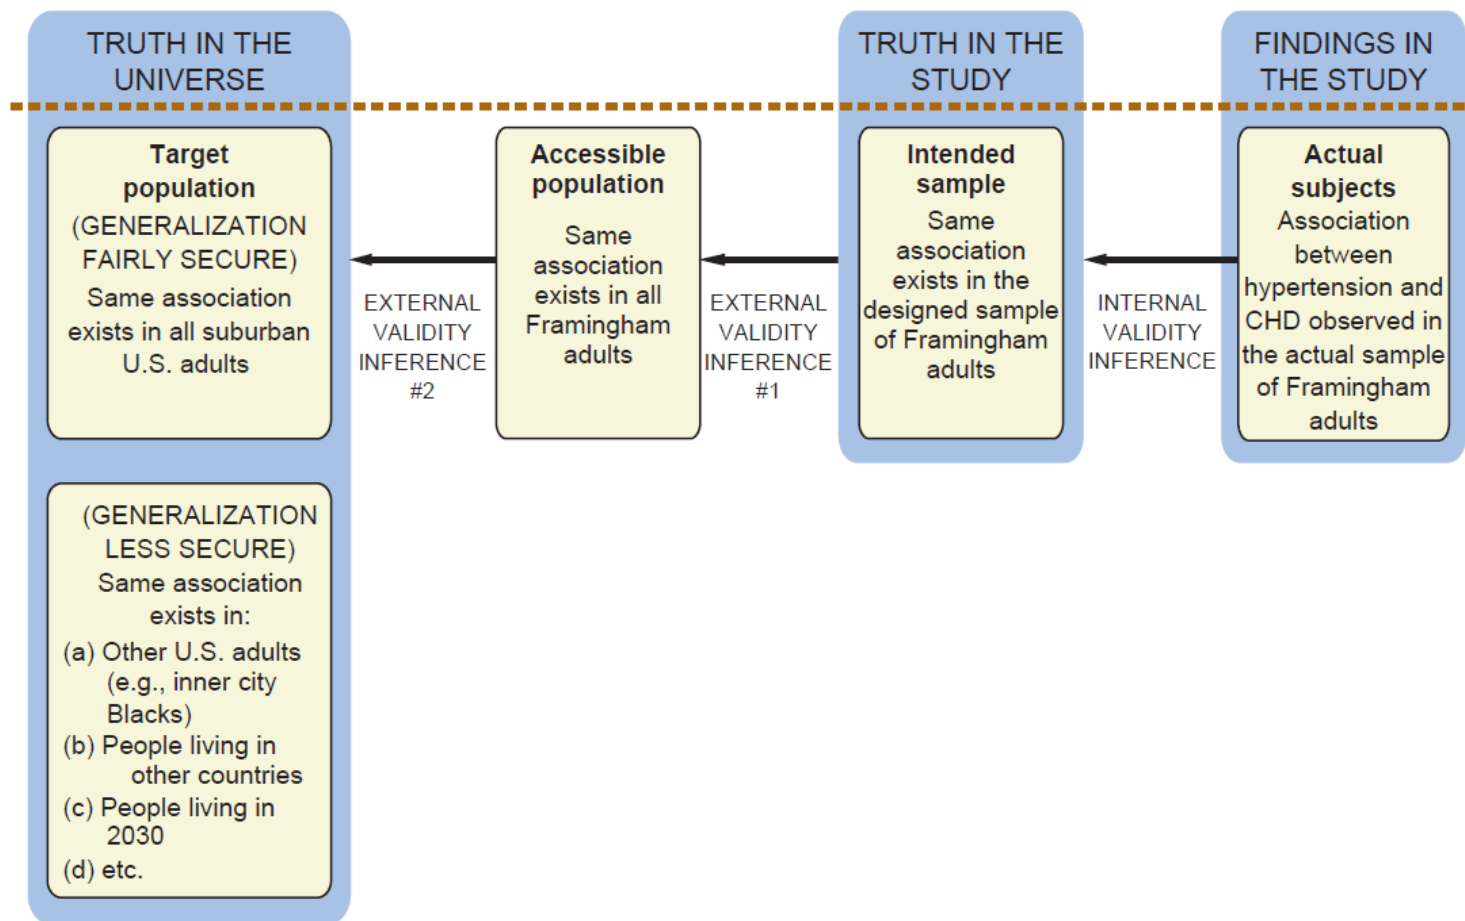 TRUTH IN THE
UNIVERSE
TRUTH IN THE
STUDY
FINDINGS IN
THE STUDY
Target
population
(GENERALIZATION
FAIRLY SECURE)
Same association
exists in all suburban
U.S. adults
EXTERNAL
VALIDITY
INFERENCE
#2
Accessible
population
Same
association
exists in all
Framingham
adults
EXTERNAL
VALIDITY
INFERENCE
#1
Intended
sample
Same
association
exists in the
designed sample
of Framingham
adults
INTERNAL
VALIDITY
INFERENCE
Actual
subjects
Association
between
hypertension and
CHD observed in
the actual sample
of Framingham
adults
(GENERALIZATION
LESS SECURE)
Same association
exists in:
(a) Other U.S. adults
(e.g., inner city
Blacks)
(b) People living in
other countries
(c) People living in
2030
(d) etc.